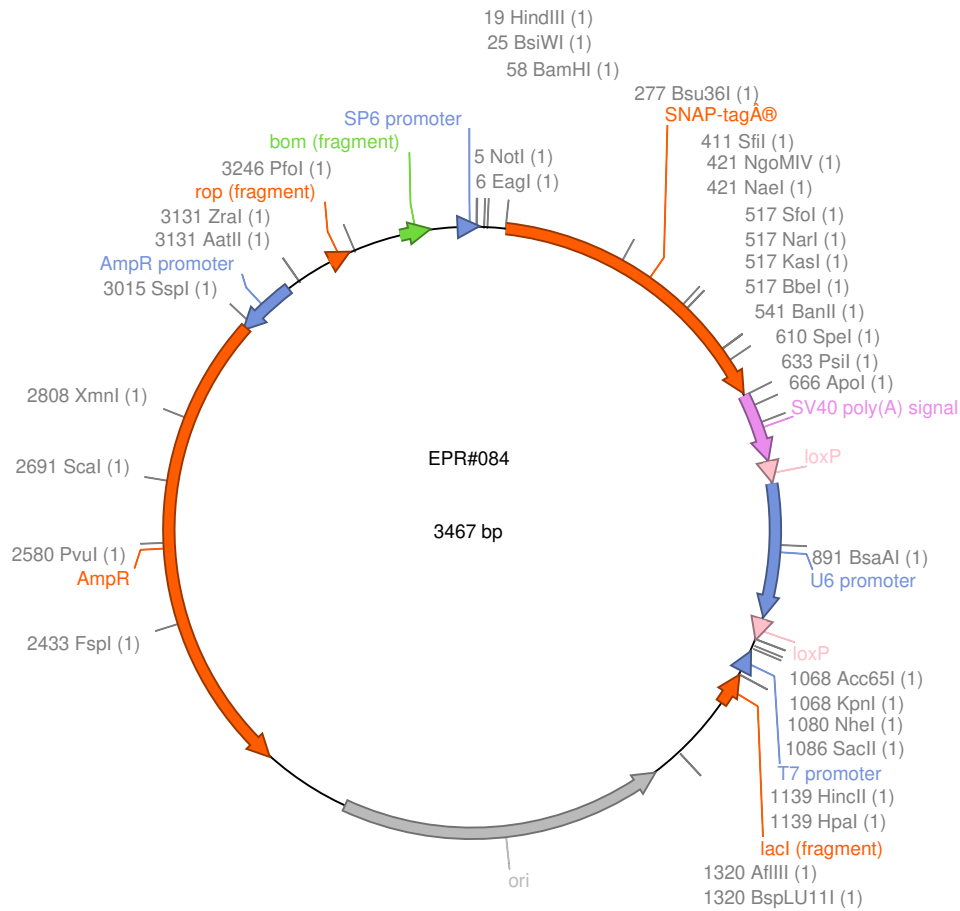 19 HindIII (1)
25 BsiWI (1)
58 BamHI (1)
277 Bsu36I (1)
SNAP-tagÂ®
SP6 promoter
bom (fragment)
411 SfiI (1)
421 NgoMIV (1)
421 NaeI (1)
5 NotI (1)
6 EagI (1)
3246 PfoI (1)
rop (fragment)
3131 ZraI (1)
3131 AatII (1)
AmpR promoter
3015 SspI (1)
517 SfoI (1)
517 NarI (1)
517 KasI (1)
517 BbeI (1)
541 BanII (1)
610 SpeI (1)
633 PsiI (1)
666 ApoI (1)
SV40 poly(A) signal
2808 XmnI (1)
2691 ScaI (1)
EPR#084
loxP
3467 bp
2580 PvuI (1)
AmpR
891 BsaAI (1)
U6 promoter
2433 FspI (1)
loxP
1068 Acc65I (1)
1068 KpnI (1)
1080 NheI (1)
1086 SacII (1)
T7 promoter
1139 HincII (1)
1139 HpaI (1)
lacI (fragment)
1320 AflIII (1)
1320 BspLU11I (1)
ori